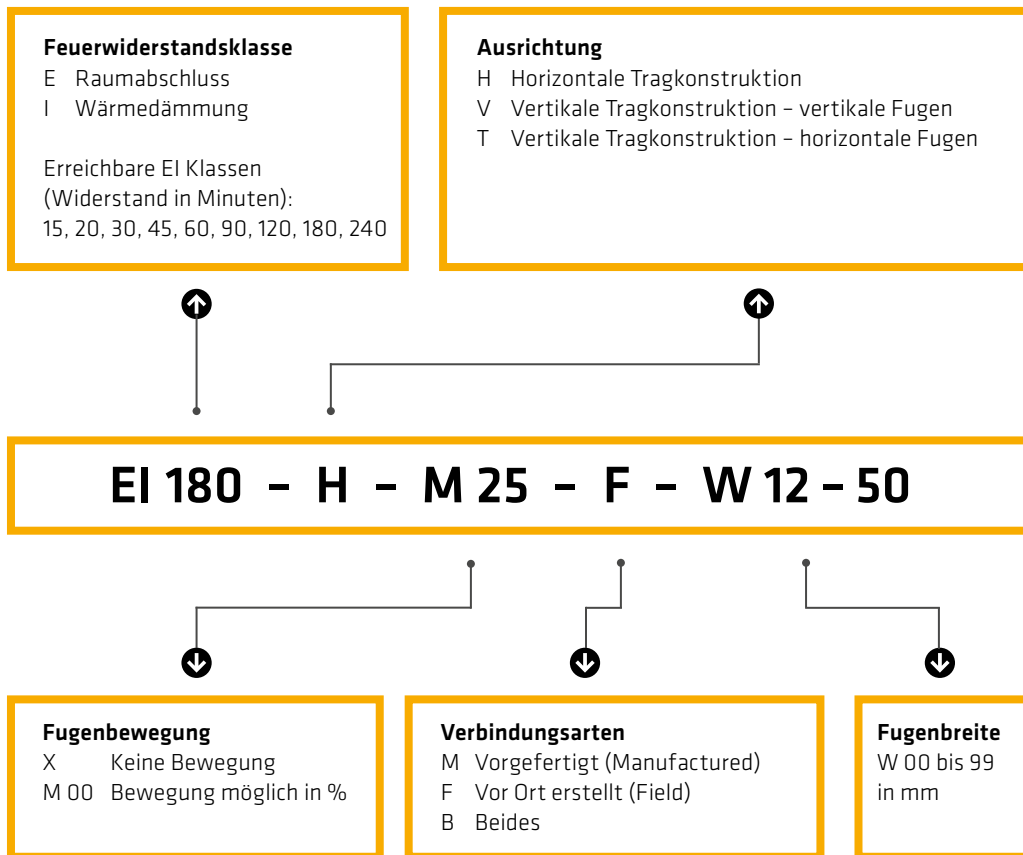 Feuerwiderstandsklasse
E Raumabschluss
I Wärmedämmung
Erreichbare EI Klassen
(Widerstand in Minuten):
15, 20, 30, 45, 60, 90, 120, 180, 240
Ausrichtung
H Horizontale Tragkonstruktion
V Vertikale Tragkonstruktion – vertikale Fugen
T Vertikale Tragkonstruktion – horizontale Fugen
EI 180 – H – M 25 – F – W 12 – 50
Fugenbewegung
X Keine Bewegung
M 00 Bewegung möglich in %
Verbindungsarten
M Vorgefertigt (Manufactured)
F Vor Ort erstellt (Field)
B Beides
Fugenbreite
W 00 bis 99
in mm